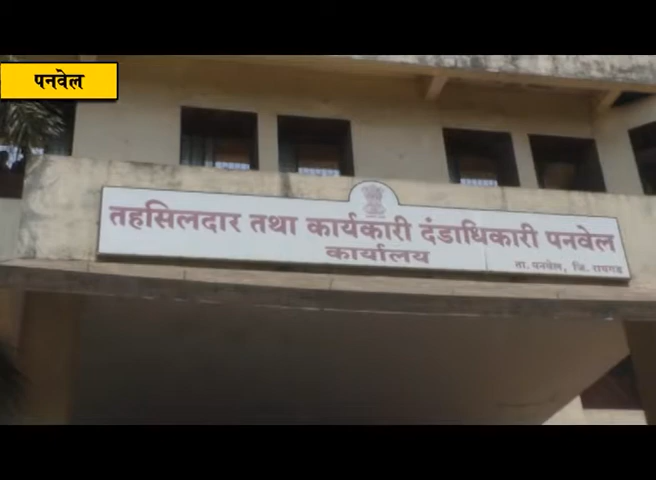 पनवेल
तहसिलदार तथा कार्यकारी दंडाधिकारी पनवेल
कार्यालय
ता. पनवेल, जि. रायगड